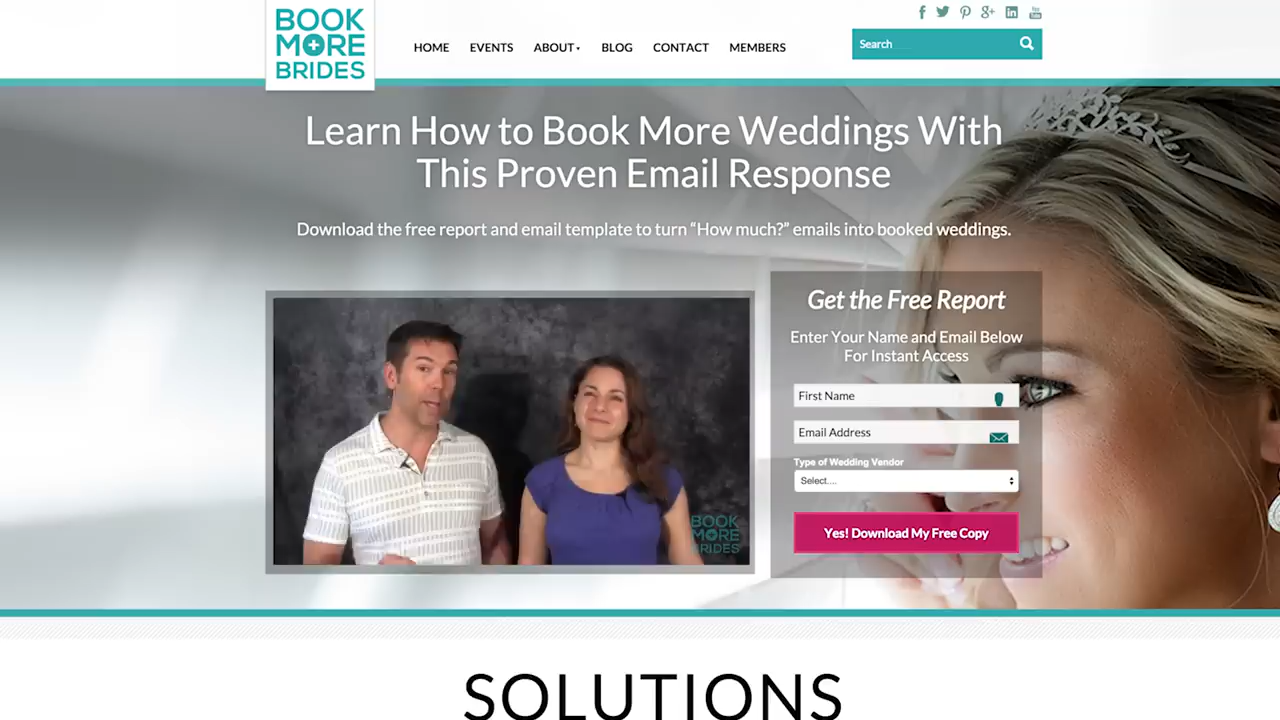 BOOK
MORE
BRIDES
HOME EVENTS ABOUT BLOG CONTACT MEMBERS
Search
Learn How to Book More Weddings With
This Proven Email Response
Download the free report and email template to turn “How much?” emails into booked weddings.
BOOK
MORE
BRIDES
Get the Free Report
Enter Your Name and Email Below
For Instant Access
First Name
Email Address
Type of Wedding Vendor
Select....
Yes! Download My Free Copy
SOLUTIONS